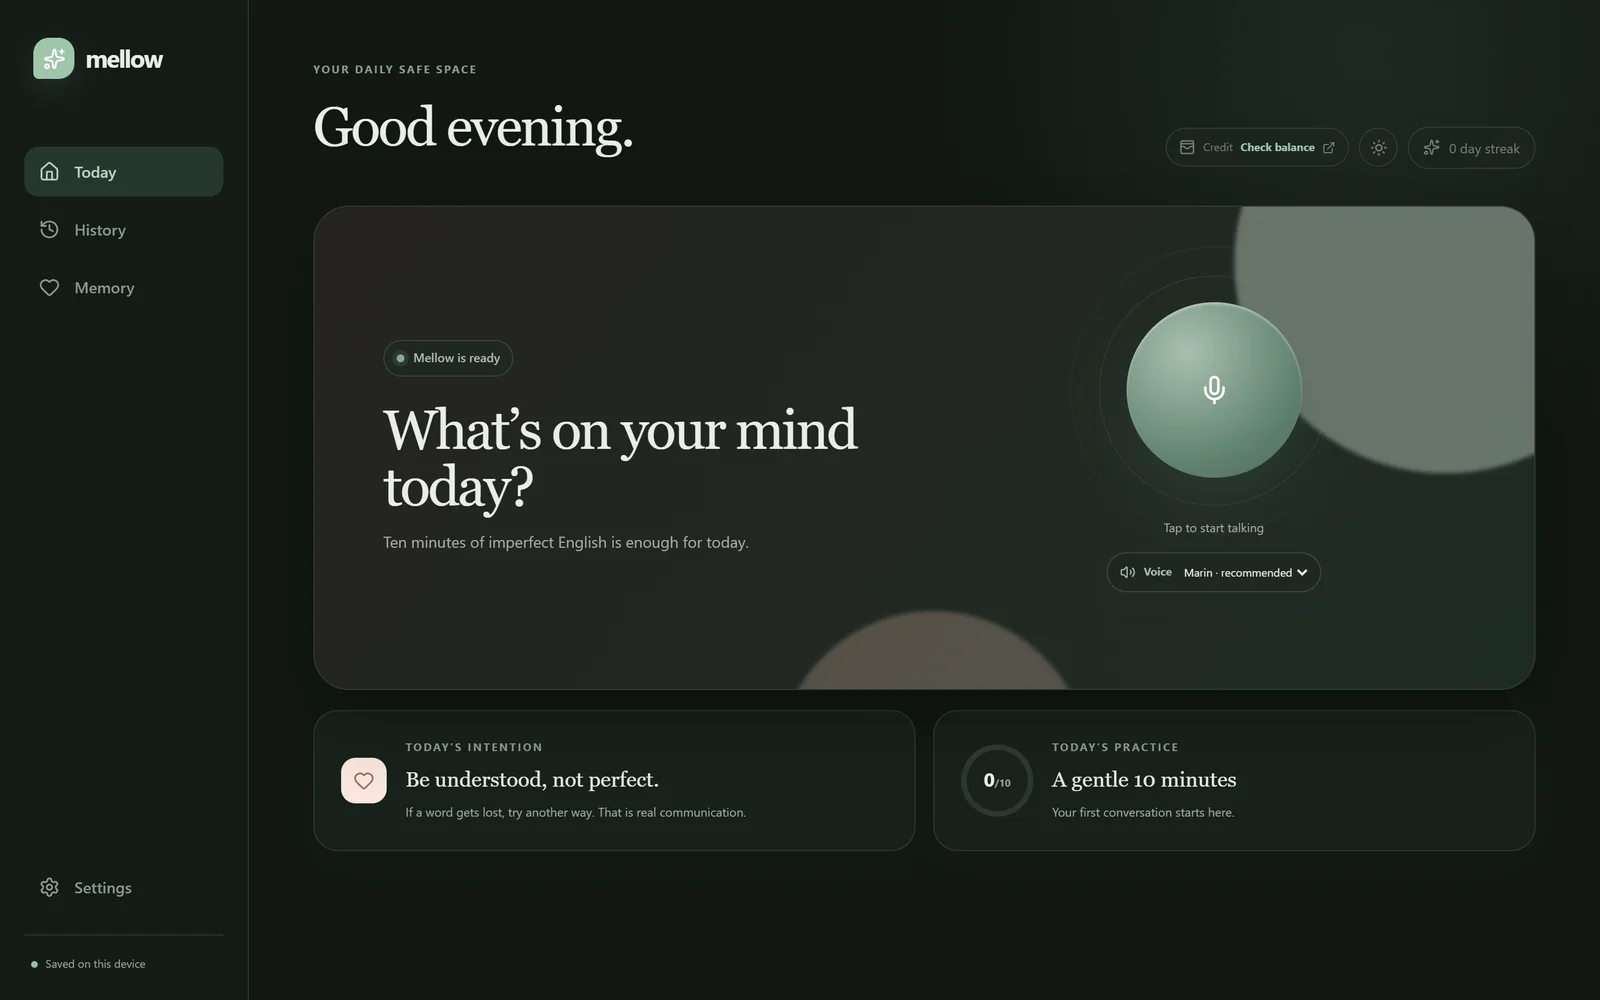 mellow
Today
History
Memory
Settings
Saved on this device
YOUR DAILY SAFE SPACE
Good evening.
Credit Check balance
0 day streak
Mellow is ready
What’s on your mind
today?
Ten minutes of imperfect English is enough for today.
Tap to start talking
Voice Marin · recommended
TODAY’S INTENTION
Be understood, not perfect.
If a word gets lost, try another way. That is real communication.
0/10
TODAY’S PRACTICE
A gentle 10 minutes
Your first conversation starts here.